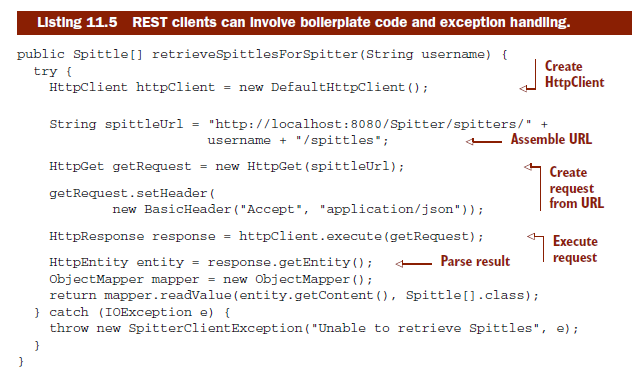 Listing 11.5 REST clients can involve boilerplate code and exception handling.
public Spittle[] retrieveSpittlesForSpitter(String username) {
try {
HttpClient httpClient = new DefaultHttpClient();
Create
HttpClient
String spittleUrl = "http://localhost:8080/Spitter/spitters/" +
username + "/spittles";
Assemble URL
HttpGet getRequest = new HttpGet(spittleUrl);
Create
request
from URL
getRequest.setHeader(
new BasicHeader("Accept", "application/json"));
HttpResponse response = httpClient.execute(getRequest);
Execute
request
HttpEntity entity = response.getEntity();
Parse result
ObjectMapper mapper = new ObjectMapper();
return mapper.readValue(entity.getContent(), Spittle[].class);
} catch (IOException e) {
throw new SpitterClientException("Unable to retrieve Spittles", e);
}
}